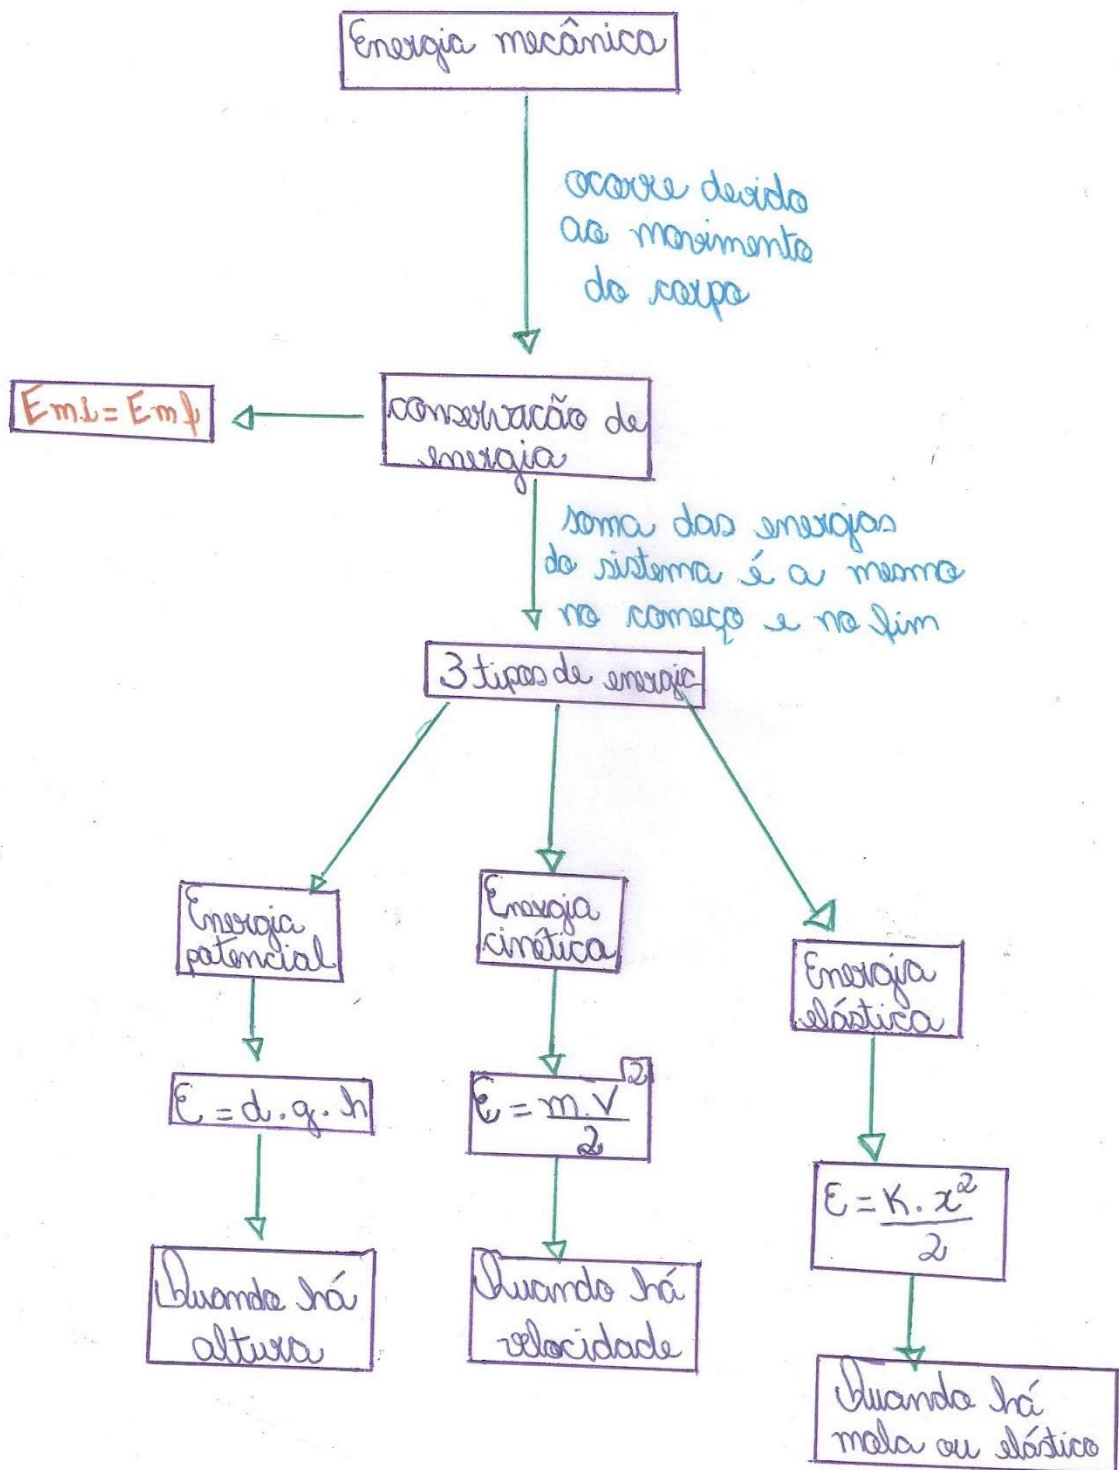 Energia mecânica
ocorre devido
ao movimento
do corpo
Emi = Emf
conservacão de
energia
soma das energias
do sistema é a mesma
no começo e no fim
3 tipos de energia
Energia
potencial
Energia
cinética
Energia
elástica
E = d.g.h
E = m.V²
2
E = K.x²
2
Quando há
altura
Quando há
velocidade
Quando há
mola ou elástico